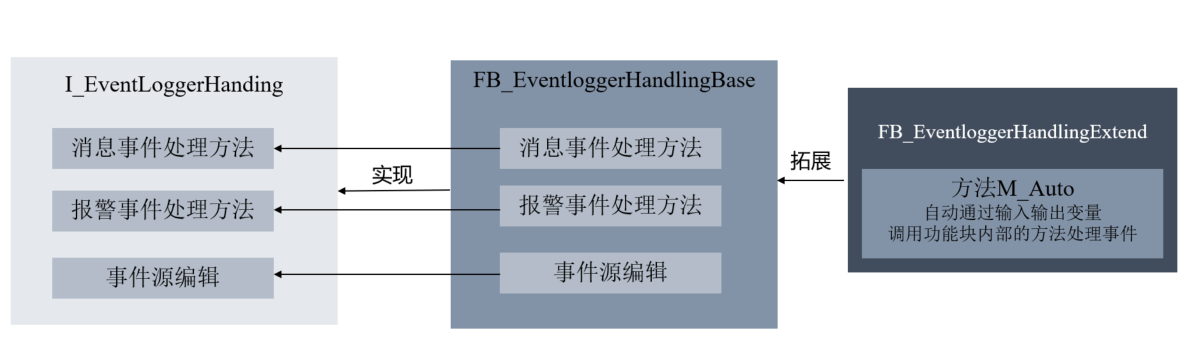 I_EventLoggerHanding
消息事件处理方法
报警事件处理方法
事件源编辑
实现
FB_EventloggerHandlingBase
消息事件处理方法
报警事件处理方法
事件源编辑
拓展
FB_EventloggerHandlingExtend
方法M_Auto
自动通过输入输出变量
调用功能块内部的方法处理事件